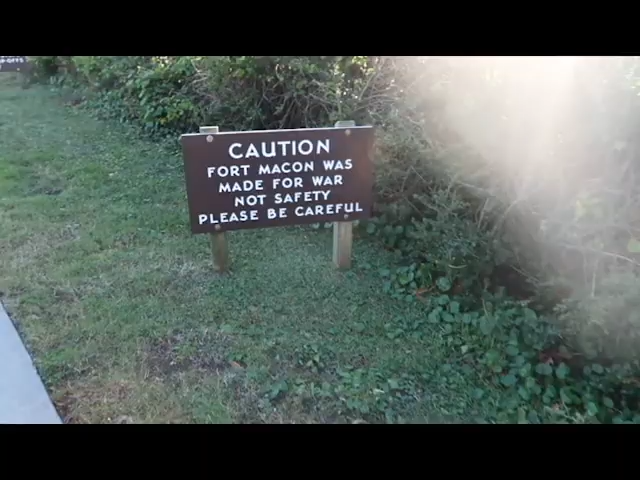 CAUTION
FORT MACON WAS
MADE FOR WAR
NOT SAFETY
PLEASE BE CAREFUL